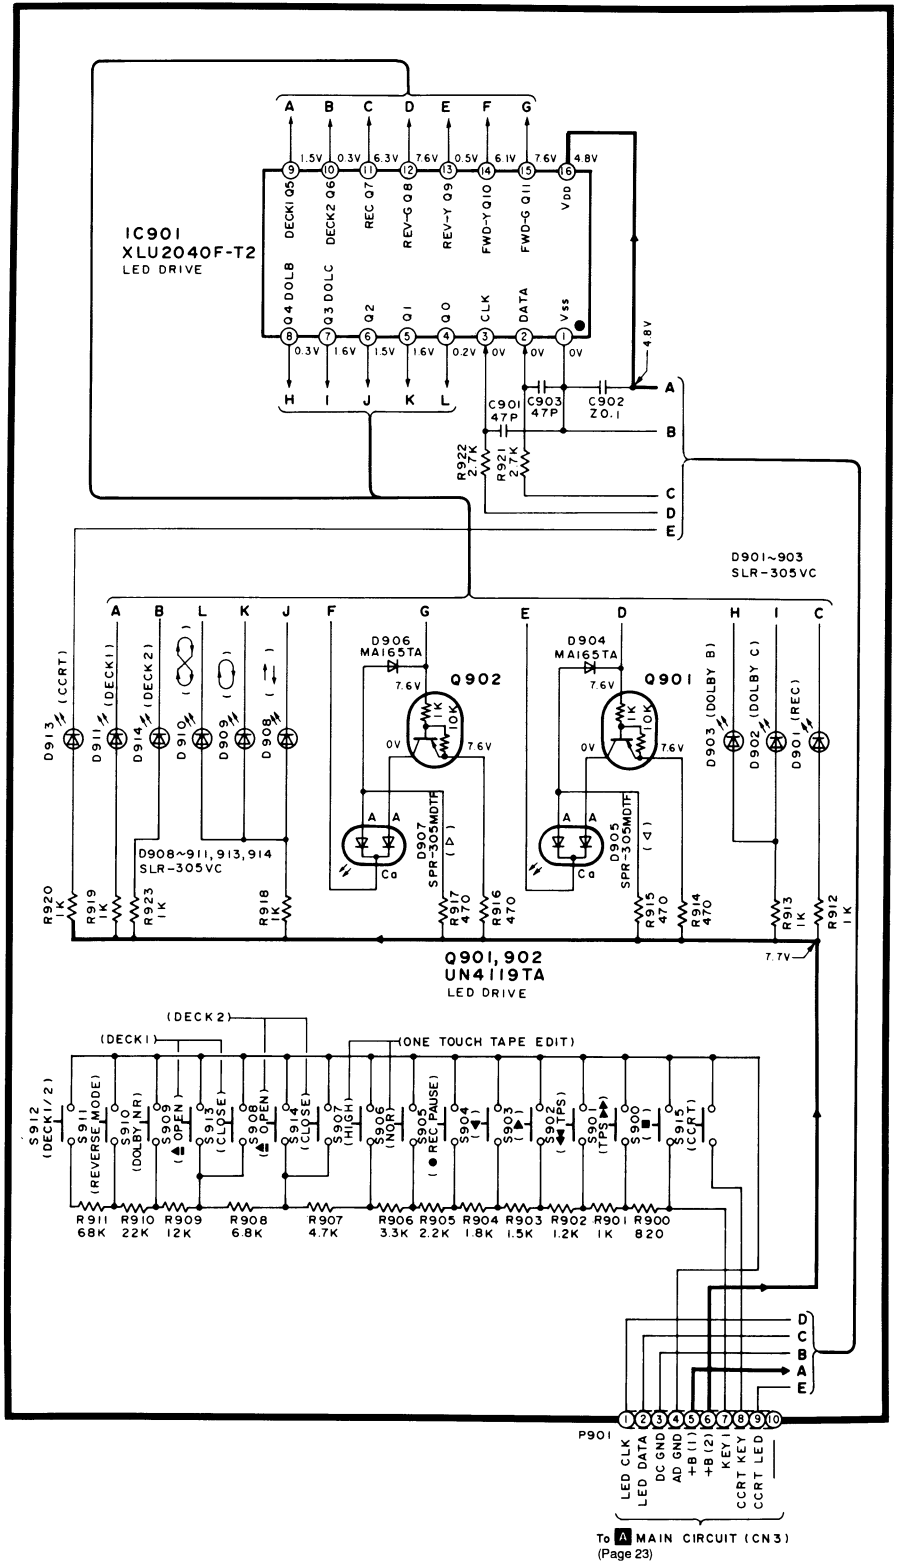 A B C D E F G
1.5V 0.3V 6.3V 7.6V 0.5V 6.1V 7.6V 4.8V
9 10 11 12 13 14 15 16
DECK1 Q5
DECK2 Q6
REC Q7
REV-G Q8
REV-Y Q9
FWD-Y Q10
FWD-G Q11
VDD
IC901
XLU2040F-T2
LED DRIVE
Q4 DOLB
Q3 DOLC
Q2
Q1
Q0
CLK
DATA
VSS
8 7 6 5 4 3 2 1
0.3V 1.6V 1.5V 1.6V 0.2V 0V 0V 0V
4.8V
H I J K L
C901
47P
C903
47P
C902
Z0.1
R922
2.7K
R921
2.7K
A
B
C
D
E
D901~903
SLR-305VC
A B L K J F G E D H I C
D906
MA165TA
D904
MA165TA
7.6V
Q902
7.6V
Q901
D913 (CCRT)
D911 (DECK1)
D914 (DECK2)
D910 ( )
D909 ( )
D908 ( )
1K
10K
0V
7.6V
1K
10K
0V
7.6V
D903 (DOLBY B)
D902 (DOLBY C)
D901 (REC)
A A
Ca
D907
SPR-305MDTF
(▷)
A A
Ca
D905
SPR-305MDTF
(◁)
D908~911, 913, 914
SLR-305VC
R920
1K
R919
1K
R923
1K
R918
1K
R917
470
R916
470
R915
470
R914
470
R913
1K
R912
1K
7.7V
Q901, 902
UN4119TA
LED DRIVE
(DECK2)
(DECK1)
(ONE TOUCH TAPE EDIT)
S912
(DECK1/2)
S911
(REVERSE MODE)
S910
(DOLBY NR)
S909
(⏏ OPEN)
S913
(CLOSE)
S908
(⏏ OPEN)
S914
(CLOSE)
S907
(HIGH)
S906
(NOR)
S905
(● REC PAUSE)
S904
(◀)
S903
(▶)
S902
(◀◀ TPS)
S901
(TPS ▶▶)
S900
(■)
S915
(CCRT)
R911
68K
R910
22K
R909
12K
R908
6.8K
R907
4.7K
R906
3.3K
R905
2.2K
R904
1.8K
R903
1.5K
R902
1.2K
R901
1K
R900
820
D
C
B
A
E
P901
1 2 3 4 5 6 7 8 9 10
LED CLK
LED DATA
DC GND
AD GND
+B (1)
+B (2)
KEY 1
CCRT KEY
CCRT LED
To A MAIN CIRCUIT (CN3)
(Page 23)